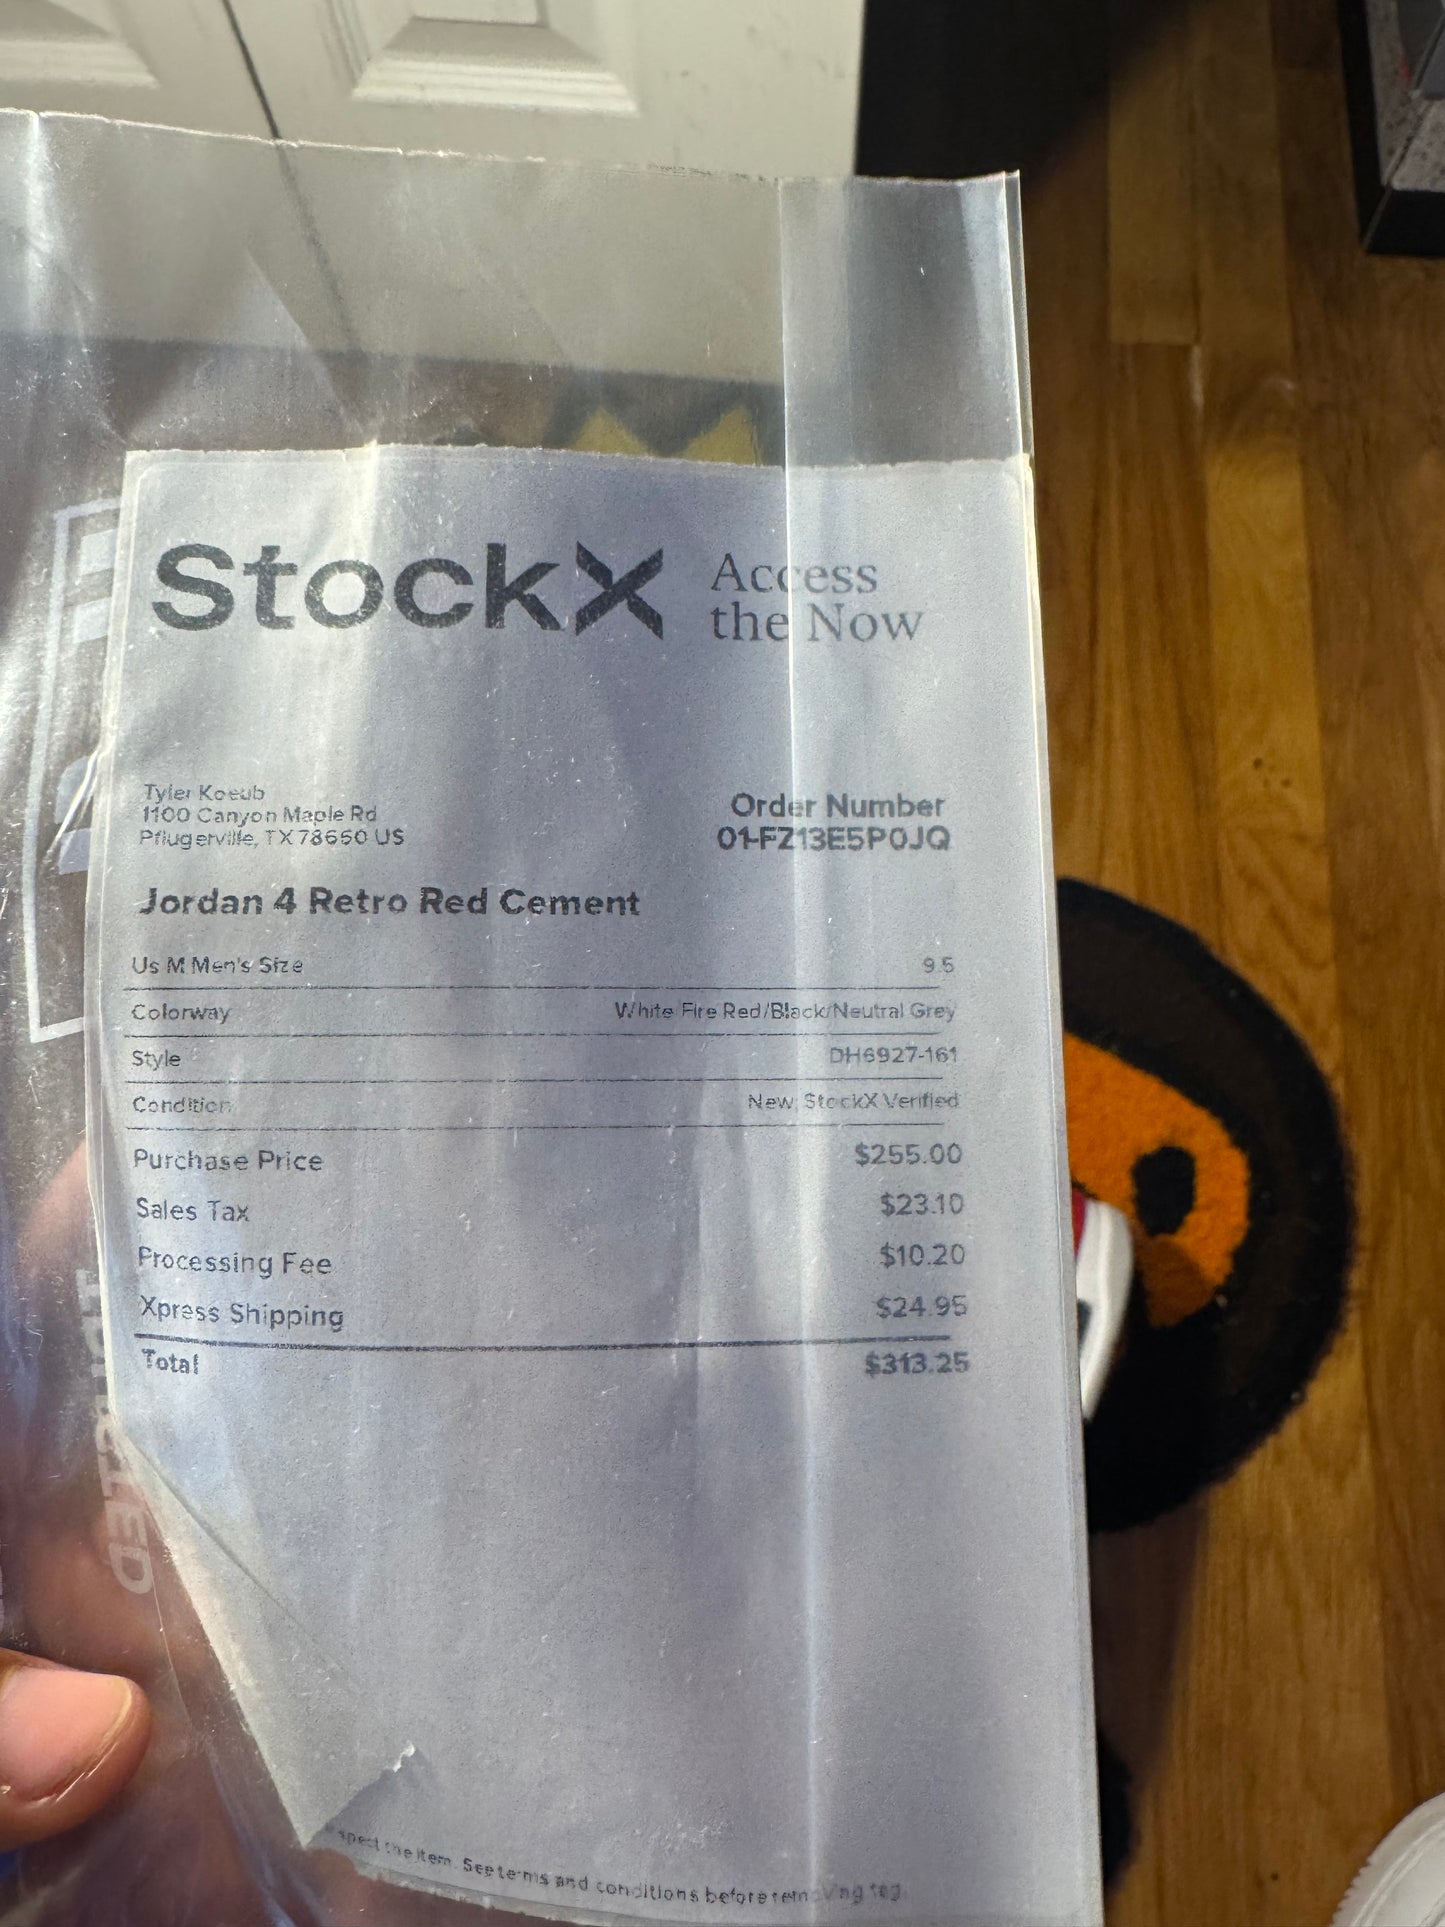 StockX
Access
the Now
Tyler Koeub
1100 Canyon Maple Rd
Pflugerville, TX 78660 US
Order Number
01-FZ13E5P0JQ
Jordan 4 Retro Red Cement
Us M Men's Size 9.5
Colorway White Fire Red/Black/Neutral Grey
Style DH6927-161
Condition New, StockX Verified
Purchase Price $255.00
Sales Tax $23.10
Processing Fee $10.20
Xpress Shipping $24.95
Total $313.25
the item. See terms and conditions before removing tag.